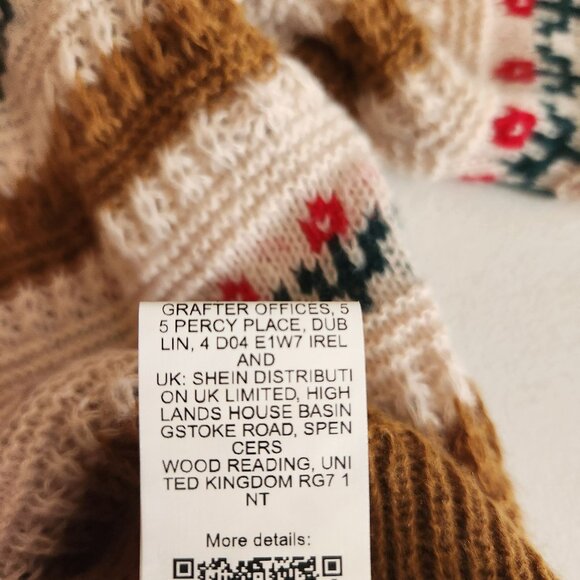 GRAFTER OFFICES, 5
5 PERCY PLACE, DUB
LIN, 4 D04 E1W7 IREL
AND
UK: SHEIN DISTRIBUTI
ON UK LIMITED, HIGH
LANDS HOUSE BASIN
GSTOKE ROAD, SPEN
CERS
WOOD READING, UNI
TED KINGDOM RG7 1
NT
More details: